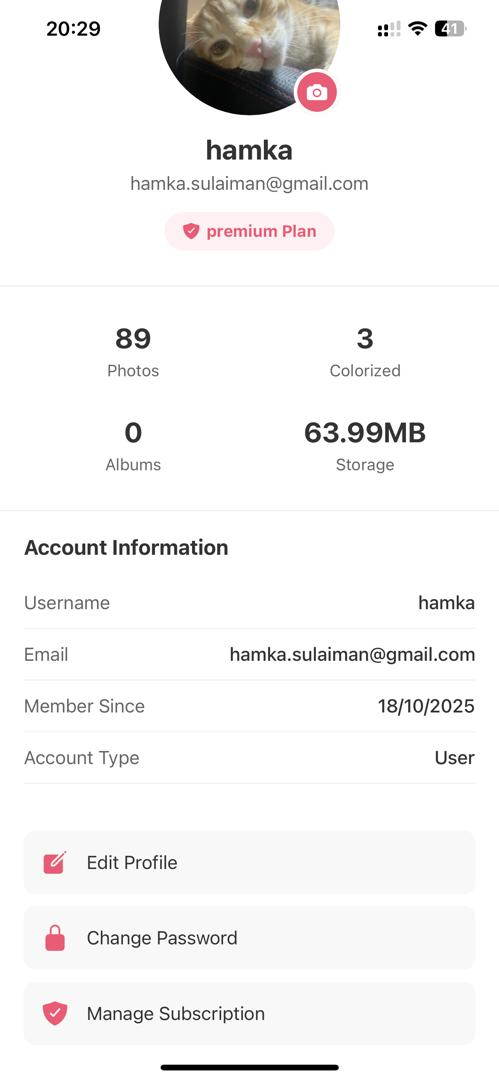 20:29
41
hamka
hamka.sulaiman@gmail.com
premium Plan
89 3
Photos Colorized
0 63.99MB
Albums Storage
Account Information
Username hamka
Email hamka.sulaiman@gmail.com
Member Since 18/10/2025
Account Type User
Edit Profile
Change Password
Manage Subscription